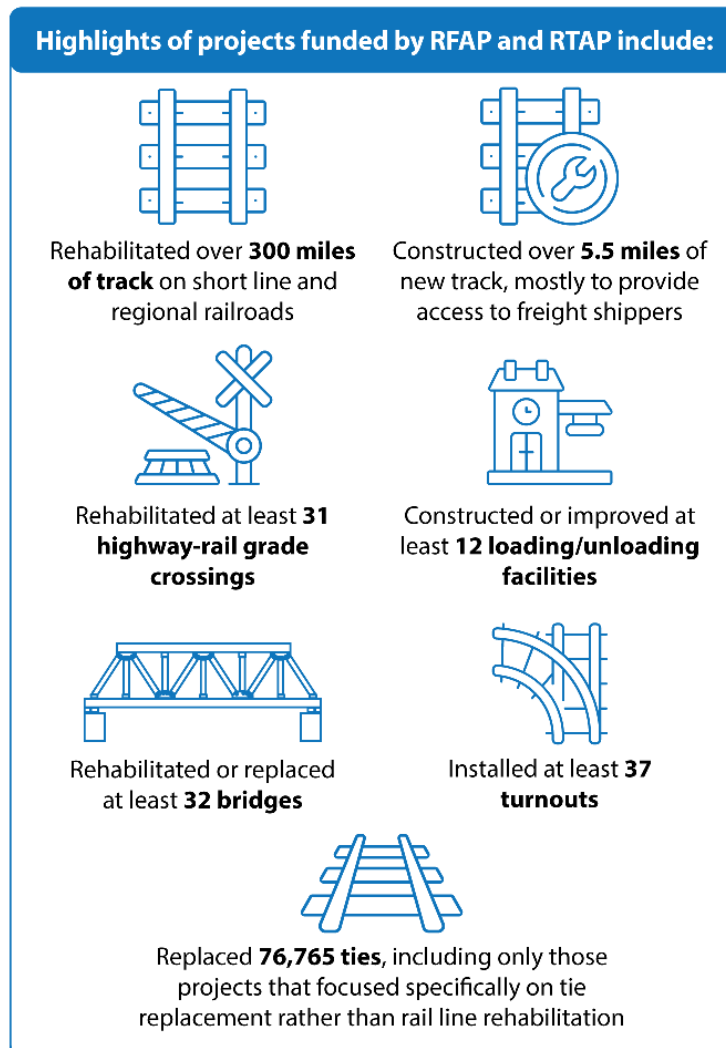 Highlights of projects funded by RFAP and RTAP include:
Rehabilitated over 300 miles
of track on short line and
regional railroads
Constructed over 5.5 miles of
new track, mostly to provide
access to freight shippers
Rehabilitated at least 31
highway-rail grade
crossings
Constructed or improved at
least 12 loading/unloading
facilities
Rehabilitated or replaced
at least 32 bridges
Installed at least 37
turnouts
Replaced 76,765 ties, including only those
projects that focused specifically on tie
replacement rather than rail line rehabilitation